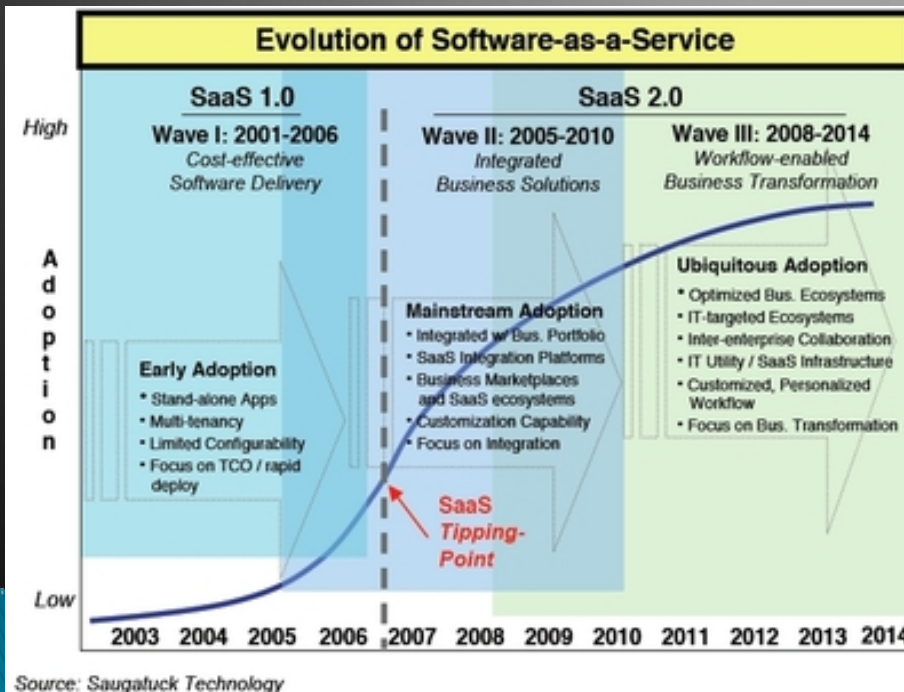 Evolution of Software-as-a-Service
SaaS 1.0
SaaS 2.0
High
Wave I: 2001-2006
Cost-effective
Software Delivery
Wave II: 2005-2010
Integrated
Business Solutions
Wave III: 2008-2014
Workflow-enabled
Business Transformation
Adoption
Early Adoption
• Stand-alone Apps
• Multi-tenancy
• Limited Configurability
• Focus on TCO / rapid
deploy
Mainstream Adoption
• Integrated w/ Bus. Portfolio
• SaaS Integration Platforms
• Business Marketplaces
and SaaS ecosystems
• Customization Capability
• Focus on Integration
Ubiquitous Adoption
• Optimized Bus. Ecosystems
• IT-targeted Ecosystems
• Inter-enterprise Collaboration
• IT Utility / SaaS Infrastructure
• Customized, Personalized
Workflow
• Focus on Bus. Transformation
SaaS
Tipping-
Point
Low
2003 2004 2005 2006 2007 2008 2009 2010 2011 2012 2013 2014
Source: Saugatuck Technology